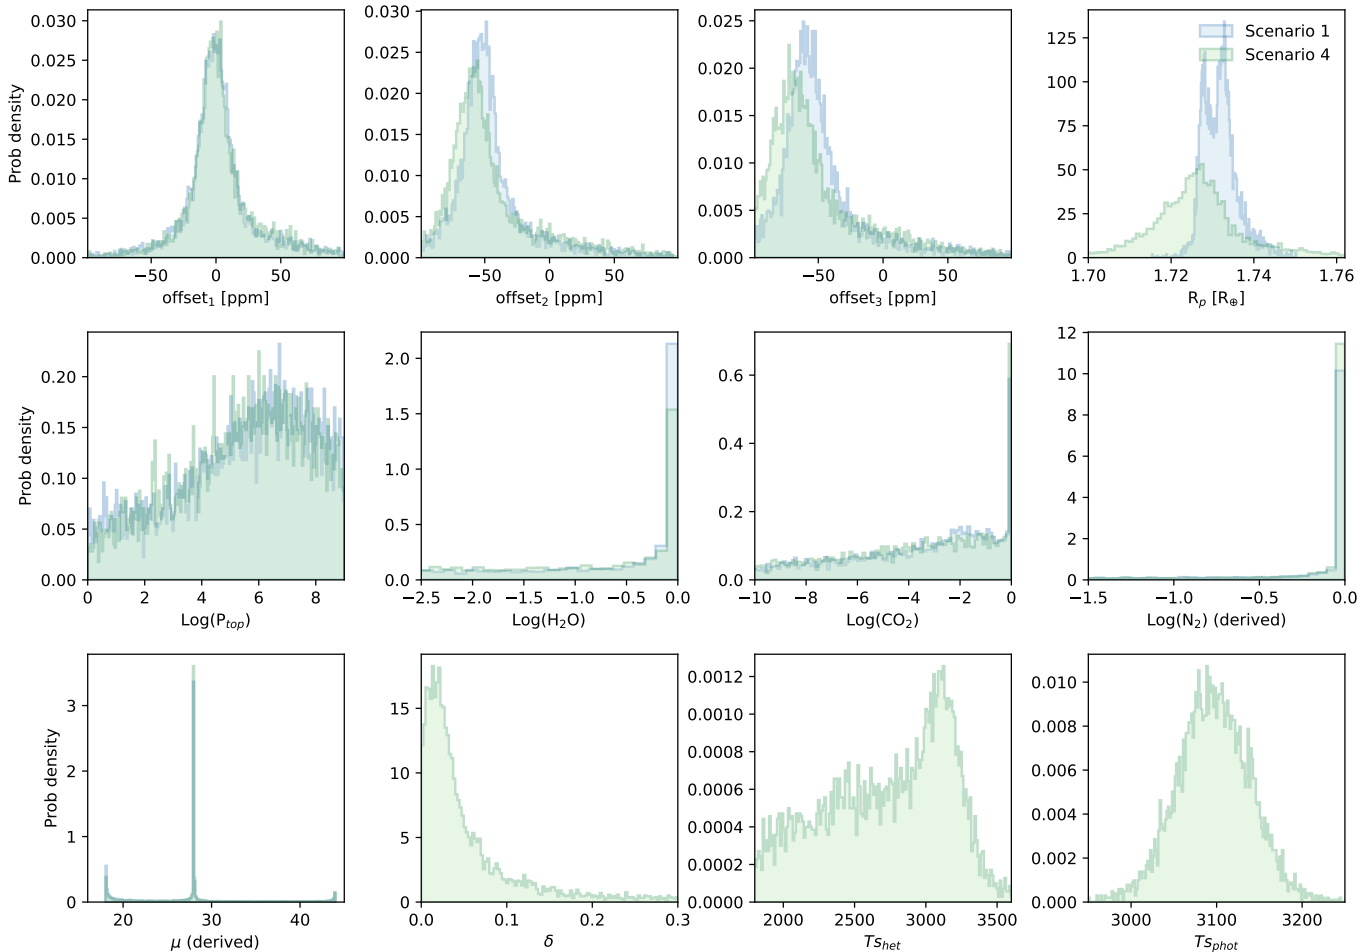 0.030
0.025
0.020
0.015
0.010
0.005
0.000
Prob density
−50 0 50
offset₁ [ppm]
0.030
0.025
0.020
0.015
0.010
0.005
0.000
−50 0 50
offset₂ [ppm]
0.025
0.020
0.015
0.010
0.005
0.000
−50 0 50
offset₃ [ppm]
Scenario 1
Scenario 4
125
100
75
50
25
0
1.70 1.72 1.74 1.76
Rₚ [R⊕]
0.20
0.15
0.10
0.05
0.00
Prob density
0 2 4 6 8
Log(P_top)
2.0
1.5
1.0
0.5
0.0
−2.5 −2.0 −1.5 −1.0 −0.5 0.0
Log(H₂O)
0.6
0.4
0.2
0.0
−10 −8 −6 −4 −2 0
Log(CO₂)
12
10
8
6
4
2
0
−1.5 −1.0 −0.5 0.0
Log(N₂) (derived)
3
2
1
0
Prob density
20 30 40
μ (derived)
15
10
5
0
0.0 0.1 0.2 0.3
δ
0.0012
0.0010
0.0008
0.0006
0.0004
0.0002
0.0000
2000 2500 3000 3500
Ts_het
0.010
0.008
0.006
0.004
0.002
0.000
3000 3100 3200
Ts_phot